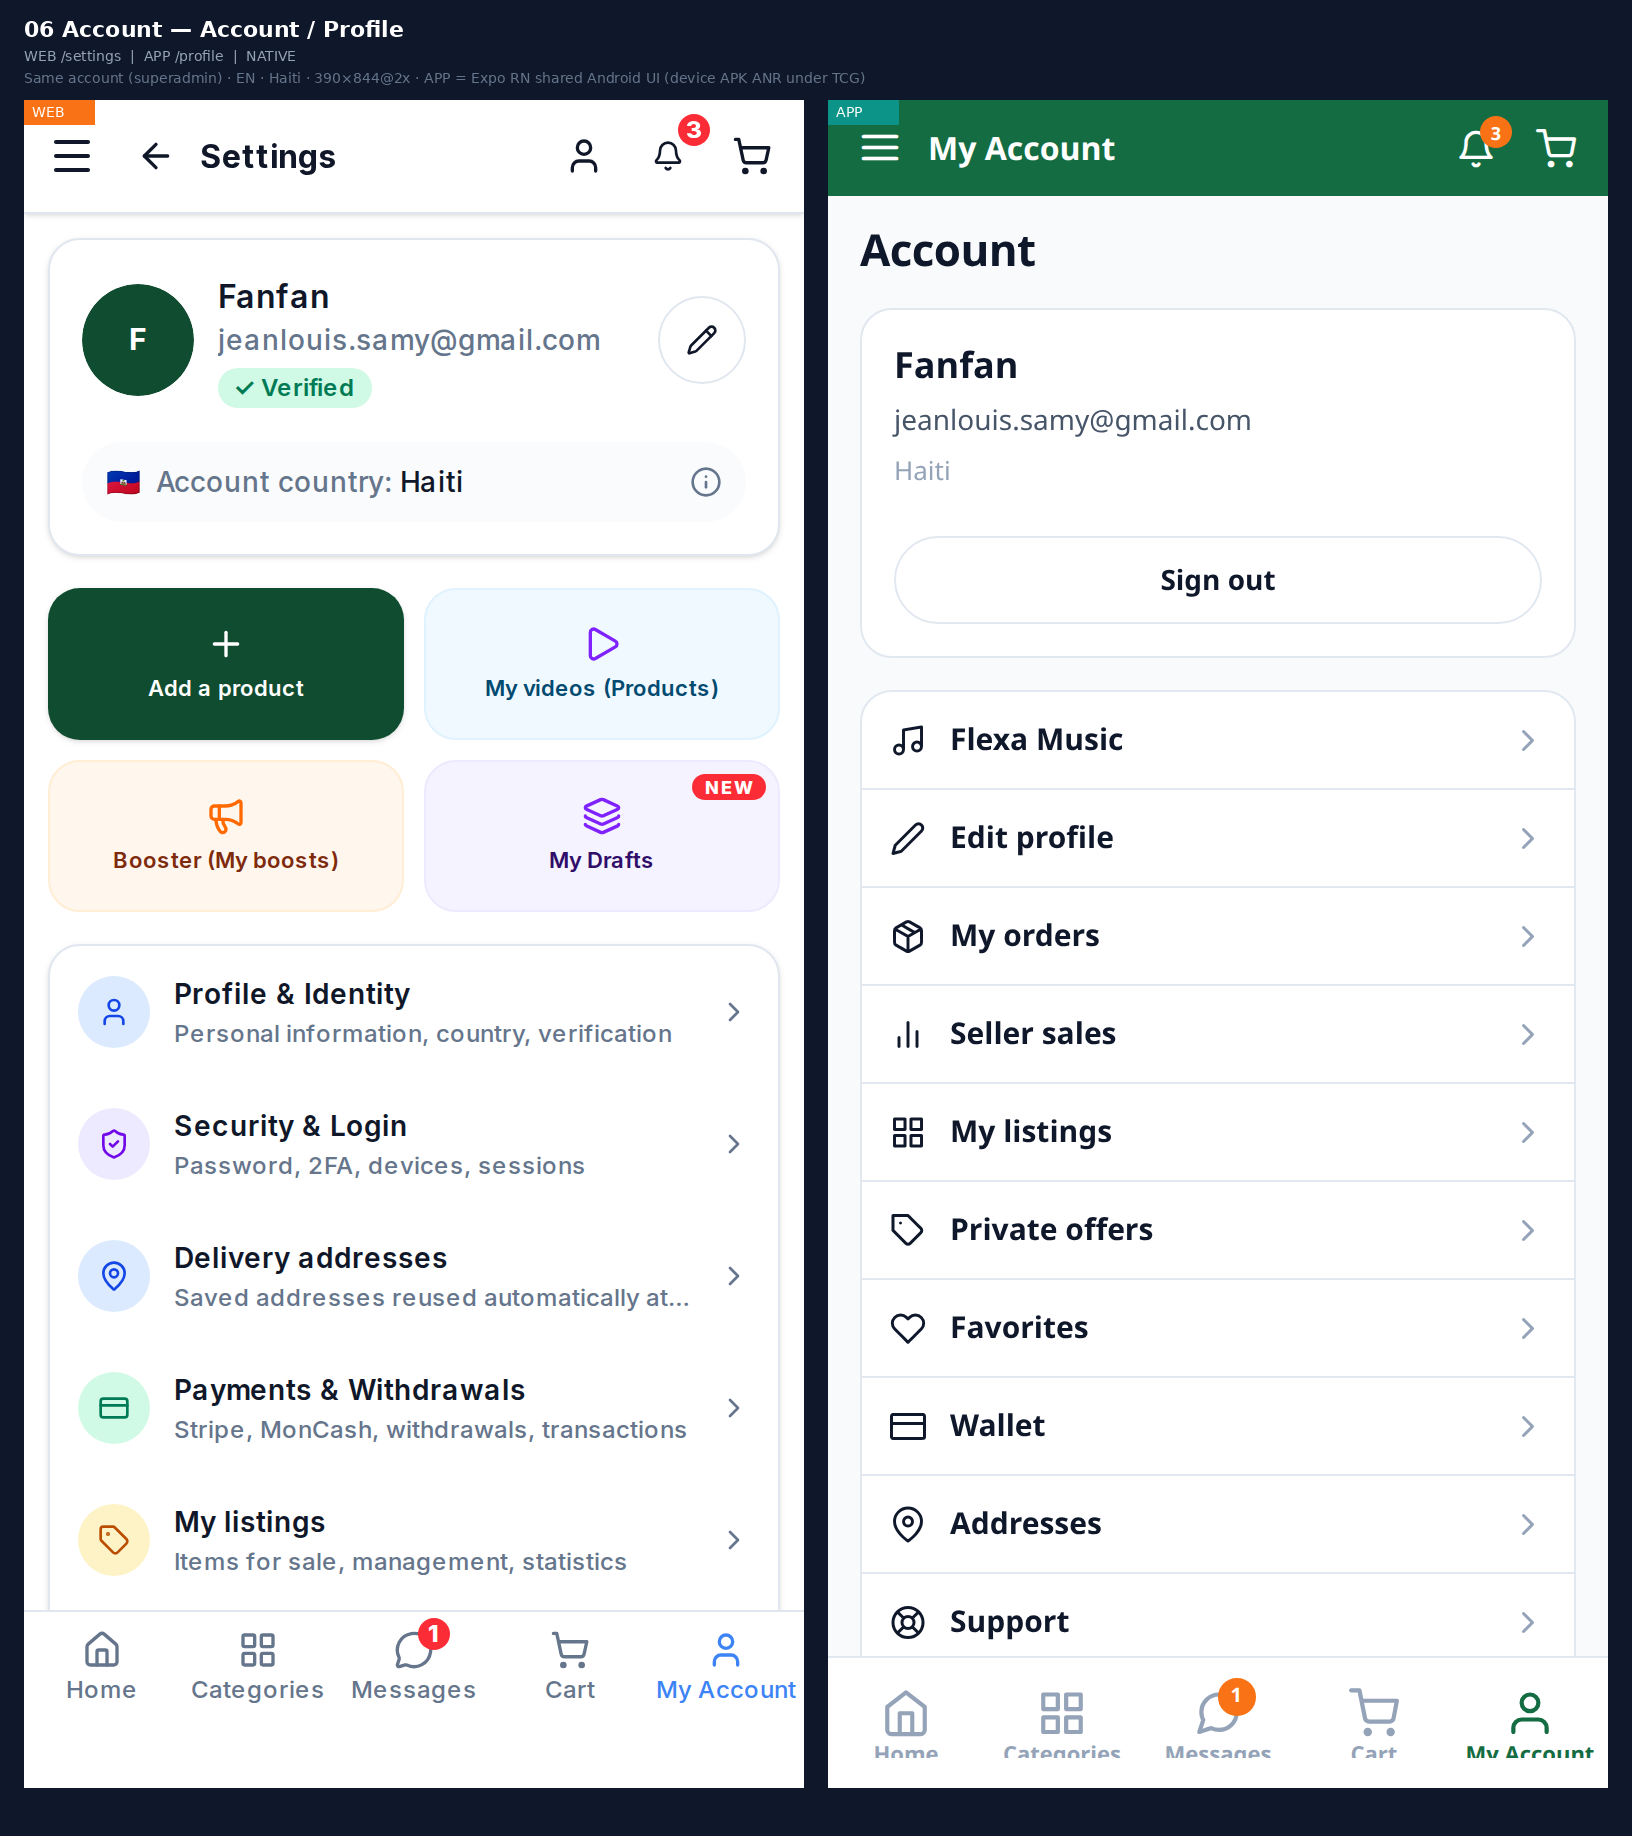 06 Account — Account / Profile
WEB /settings | APP /profile | NATIVE
Same account (superadmin) · EN · Haiti · 390×844@2x · APP = Expo RN shared Android UI (device APK ANR under TCG)
WEB
Settings
3
F
Fanfan
jeanlouis.samy@gmail.com
Verified
Account country: Haiti
Add a product
My videos (Products)
Booster (My boosts)
NEW
My Drafts
Profile & Identity
Personal information, country, verification
Security & Login
Password, 2FA, devices, sessions
Delivery addresses
Saved addresses reused automatically at...
Payments & Withdrawals
Stripe, MonCash, withdrawals, transactions
My listings
Items for sale, management, statistics
1
Home
Categories
Messages
Cart
My Account
APP
My Account
3
Account
Fanfan
jeanlouis.samy@gmail.com
Haiti
Sign out
Flexa Music
Edit profile
My orders
Seller sales
My listings
Private offers
Favorites
Wallet
Addresses
Support
1
Home
Categories
Messages
Cart
My Account